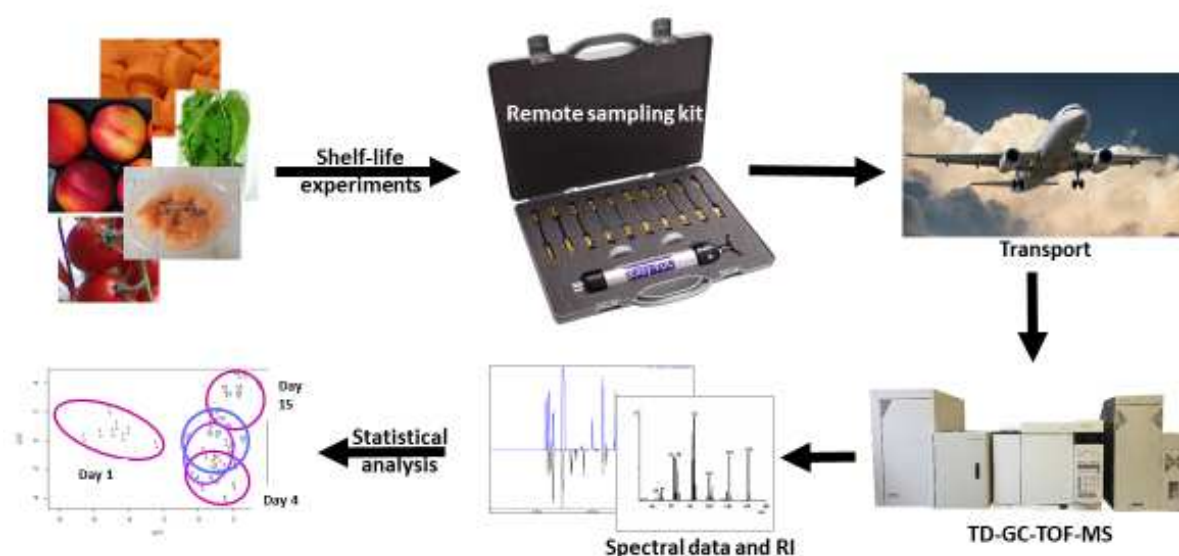 Remote sampling kit
Shelf-life
experiments
Transport
Day
15
Statistical
analysis
Day 1
Day 4
Spectral data and RI
TD-GC-TOF-MS